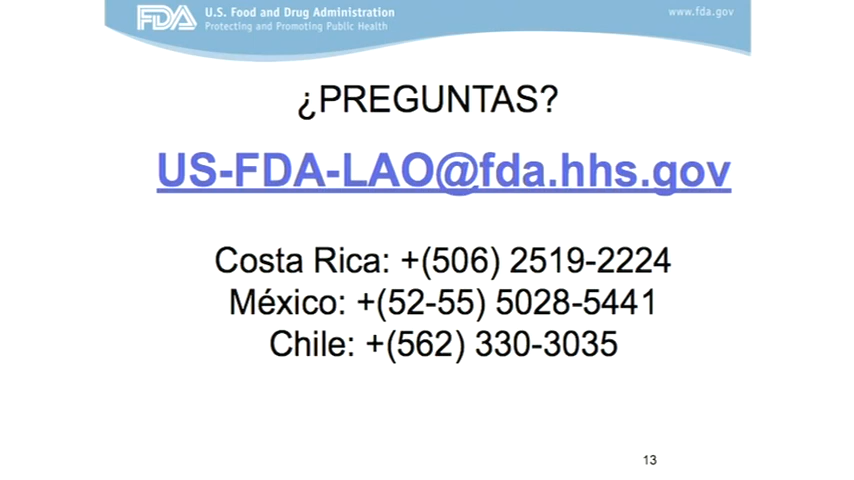 FDA U.S. Food and Drug Administration
Protecting and Promoting Public Health
www.fda.gov
¿PREGUNTAS?
US-FDA-LAO@fda.hhs.gov
Costa Rica: +(506) 2519-2224
México: +(52-55) 5028-5441
Chile: +(562) 330-3035
13